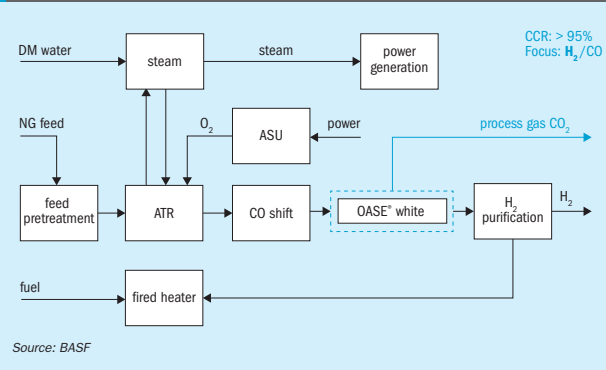 DM water
steam
steam
power
generation
CCR: > 95%
Focus: H₂/CO
NG feed
O₂
ASU
power
process gas CO₂
feed
pretreatment
ATR
CO shift
OASE® white
H₂
purification
H₂
fuel
fired heater
Source: BASF